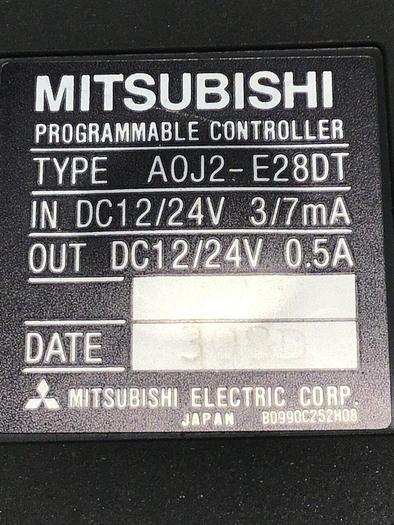 MITSUBISHI
PROGRAMMABLE CONTROLLER
TYPE A0J2-E28DT
IN DC12/24V 3/7mA
OUT DC12/24V 0.5A
DATE
MITSUBISHI ELECTRIC CORP.
JAPAN BD990C252H08